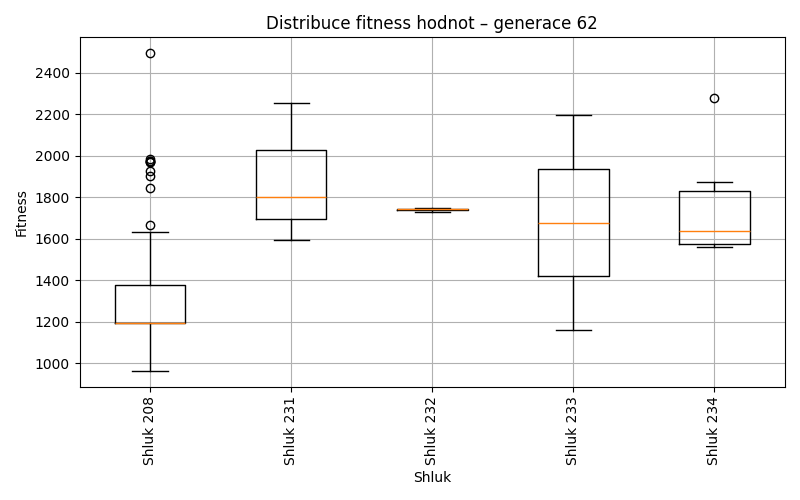 Distribuce fitness hodnot – generace 62
Fitness
2400
2200
2000
1800
1600
1400
1200
1000
Shluk 208
Shluk 231
Shluk 232
Shluk 233
Shluk 234
Shluk